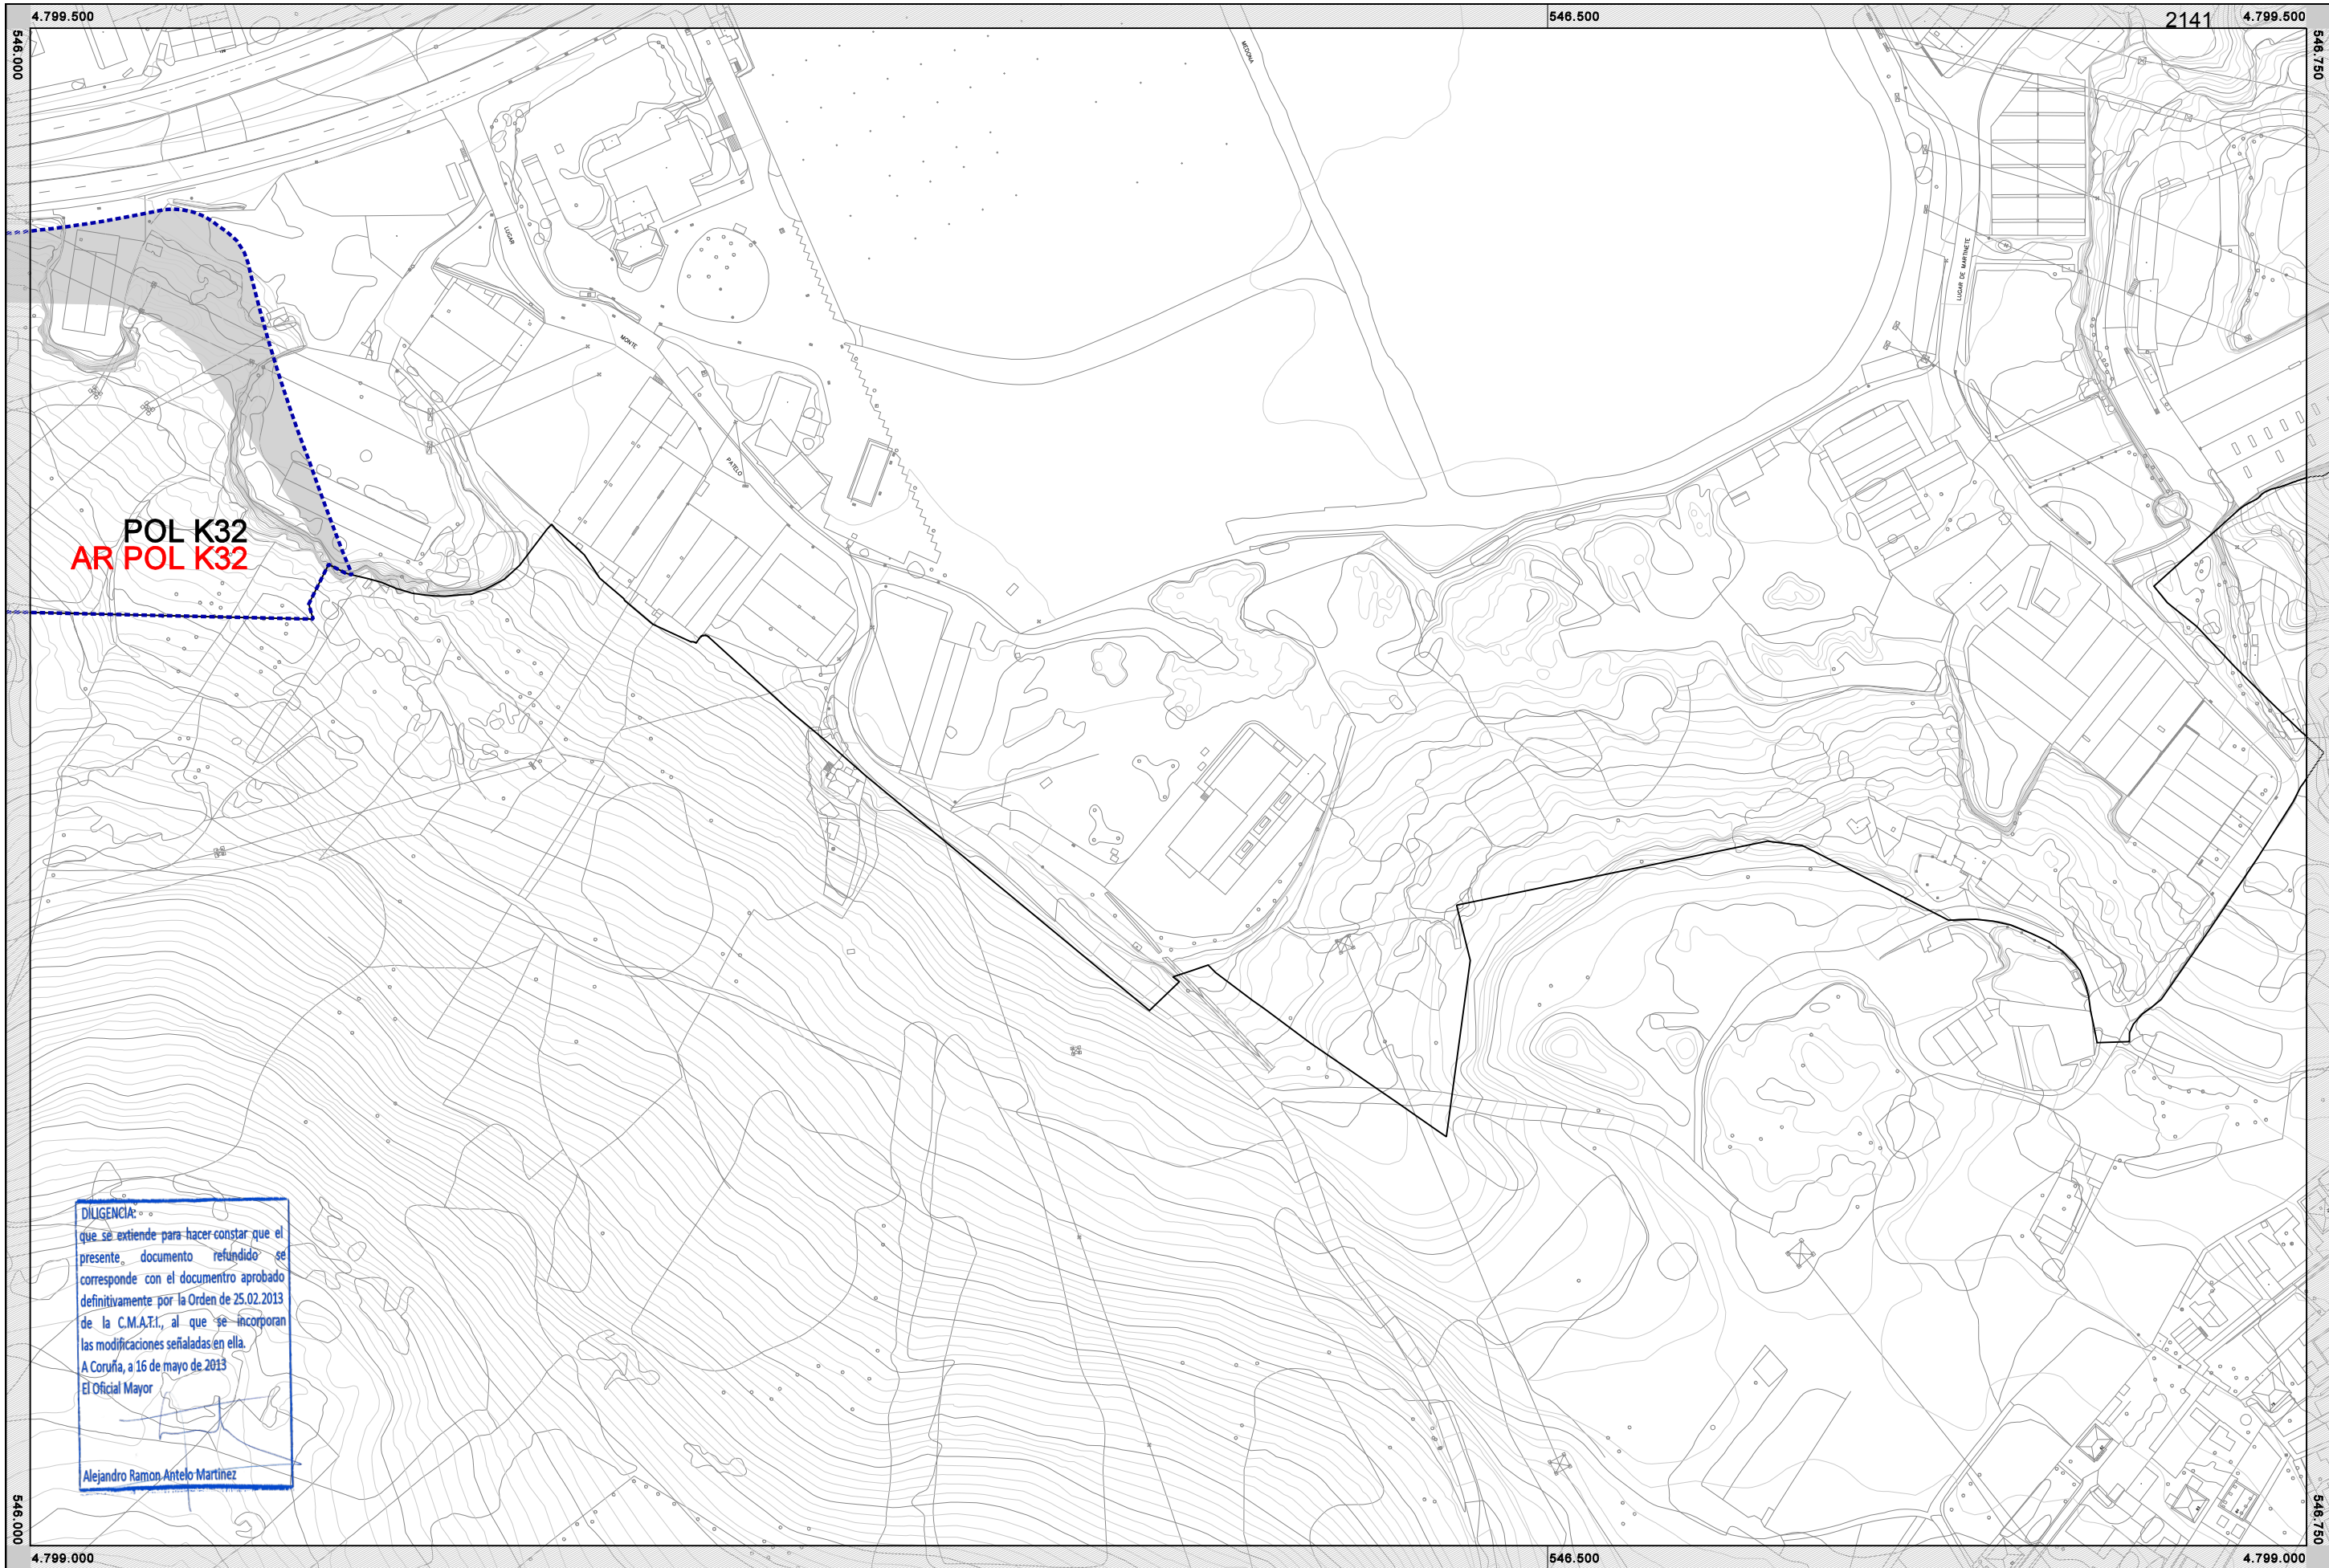 4.799.500
546.500
2141
4.799.500
546.000
546.750
MEDONA
LUGAR
LUGAR DE MARTINETE
MONTE
PATELO
POL K32
AR POL K32
DILIGENCIA:
que se extiende para hacer constar que el
presente documento refundido se
corresponde con el documentro aprobado
definitivamente por la Orden de 25.02.2013
de la C.M.A.T.I., al que se incorporan
las modificaciones señaladas en ella.
A Coruña, a 16 de mayo de 2013
El Oficial Mayor
Alejandro Ramon Antelo Martinez
546.000
546.750
4.799.000
546.500
4.799.000